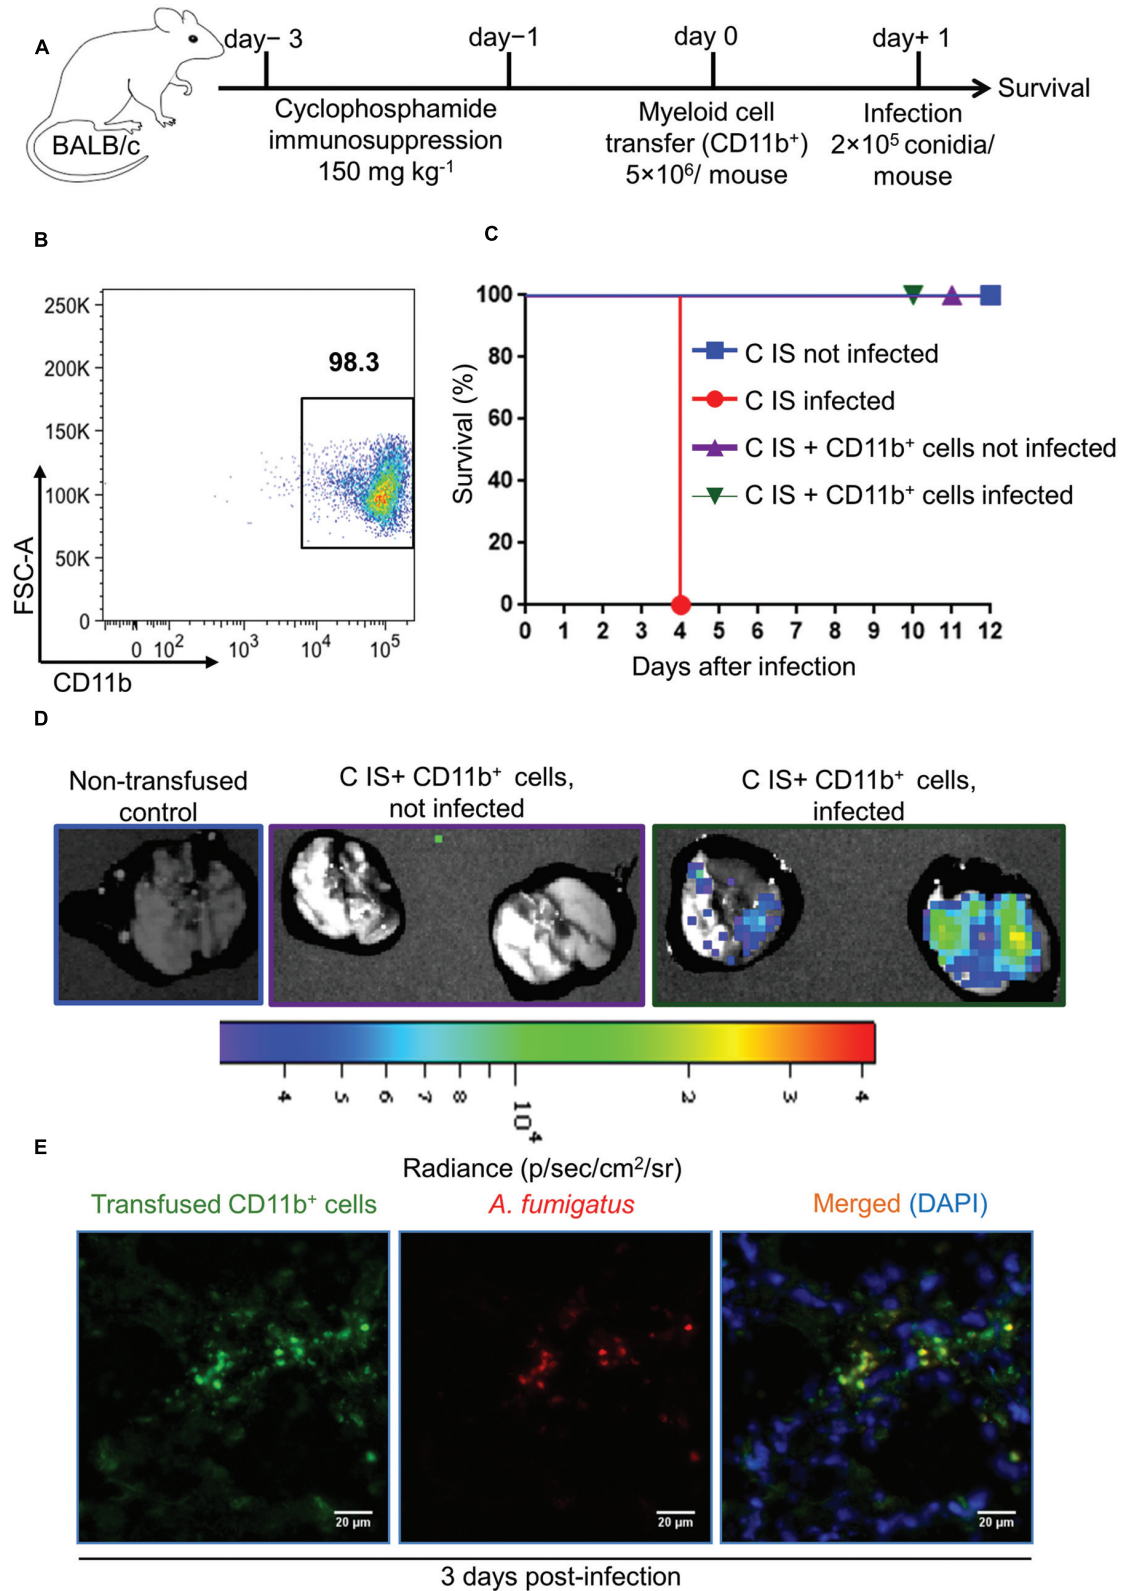 A
day− 3
day−1
day 0
day+ 1
Survival
BALB/c
Cyclophosphamide
immunosuppression
150 mg kg-1
Myeloid cell
transfer (CD11b+)
5×10⁶/ mouse
Infection
2×10⁵ conidia/
mouse
B
250K
200K
150K
100K
50K
0
98.3
FSC-A
0 10² 10³ 10⁴ 10⁵
CD11b
C
100
80
60
40
20
0
Survival (%)
C IS not infected
C IS infected
C IS + CD11b+ cells not infected
C IS + CD11b+ cells infected
0 1 2 3 4 5 6 7 8 9 10 11 12
Days after infection
D
Non-transfused
control
C IS+ CD11b+ cells,
not infected
C IS+ CD11b+ cells,
infected
4 5 6 7 8 10⁴ 2 3 4
Radiance (p/sec/cm²/sr)
E
Transfused CD11b+ cells
A. fumigatus
Merged (DAPI)
20 µm
20 µm
20 µm
3 days post-infection